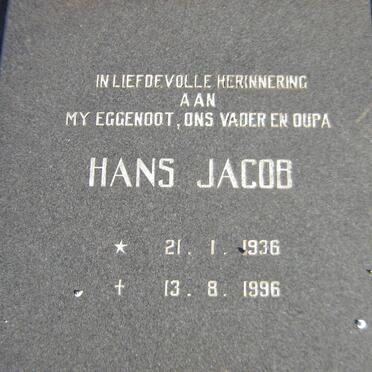 IN LIEFDEVOLLE HERINNERING
AAN
MY EGGENOOT, ONS VADER EN OUPA
HANS JACOB
* 21. 1. 1936
† 13. 8. 1996